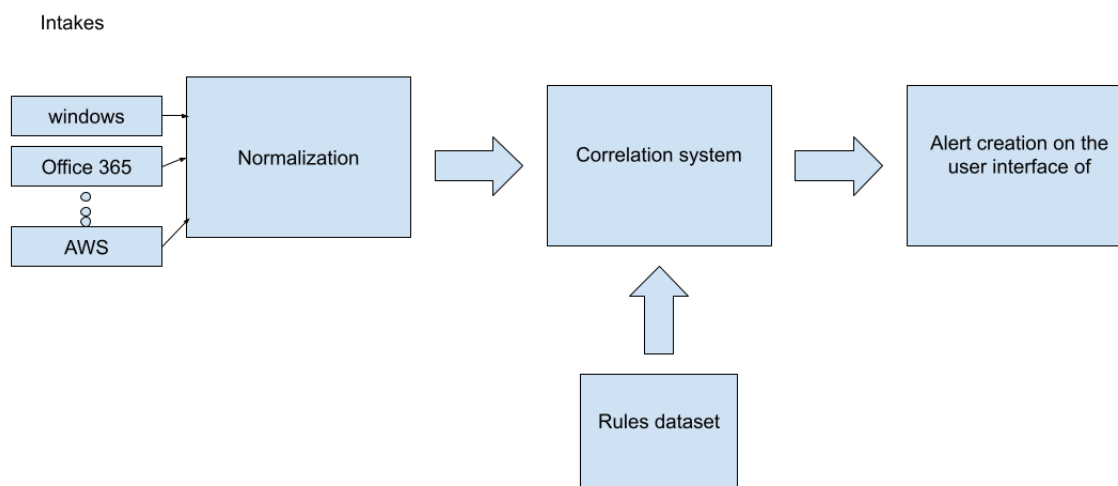 Intakes
windows
Office 365
AWS
Normalization
Correlation system
Alert creation on the
user interface of
Rules dataset